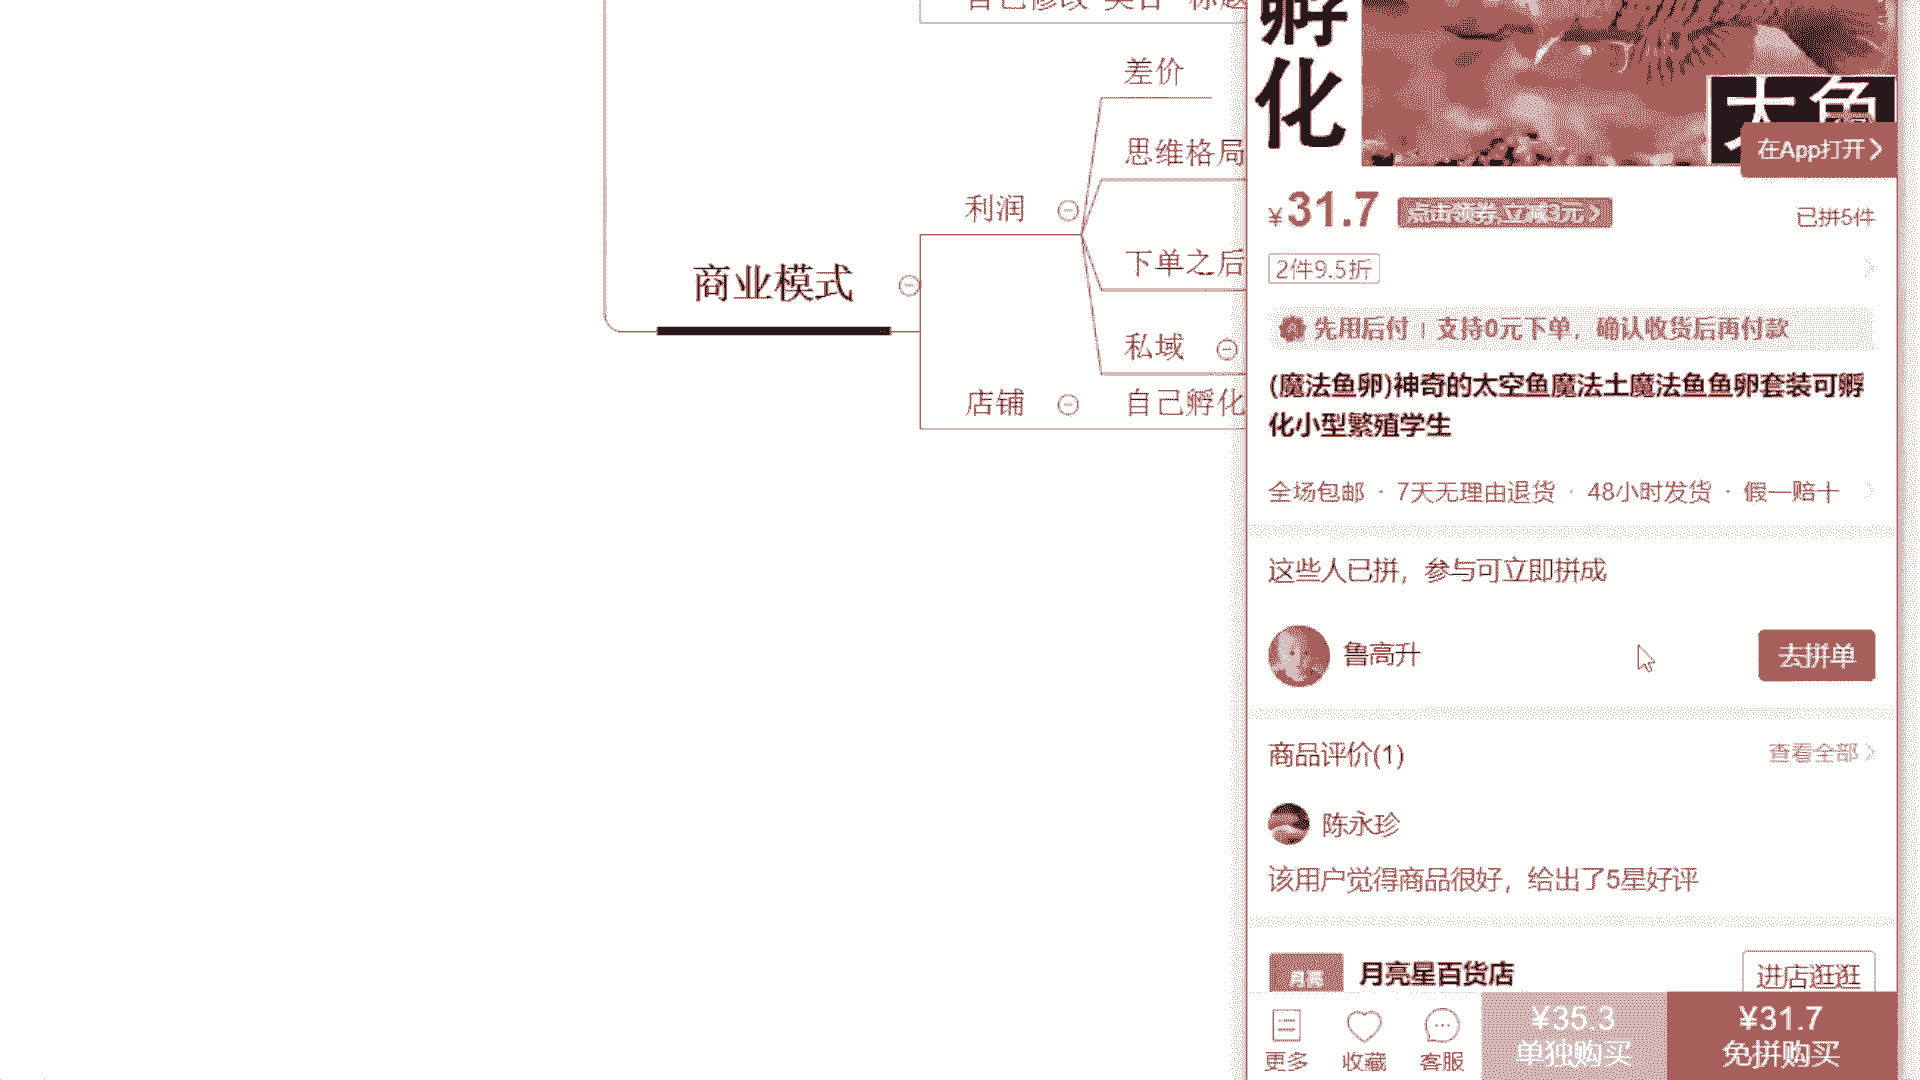 差价
思维格局
利润
下单之后
商业模式
私域
店铺
自己孵化
孵
化
大鱼
在App打开
¥31.7
点击领券 立减3元
已拼5件
2件9.5折
先用后付 | 支持0元下单，确认收货后再付款
(魔法鱼卵)神奇的太空鱼魔法土魔法鱼鱼卵套装可孵
化小型繁殖学生
全场包邮 · 7天无理由退货 · 48小时发货 · 假一赔十
这些人已拼，参与可立即拼成
鲁高升
去拼单
商品评价(1)
查看全部
陈永珍
该用户觉得商品很好，给出了5星好评
月亮
月亮星百货店
进店逛逛
更多
收藏
客服
¥35.3
单独购买
¥31.7
免拼购买